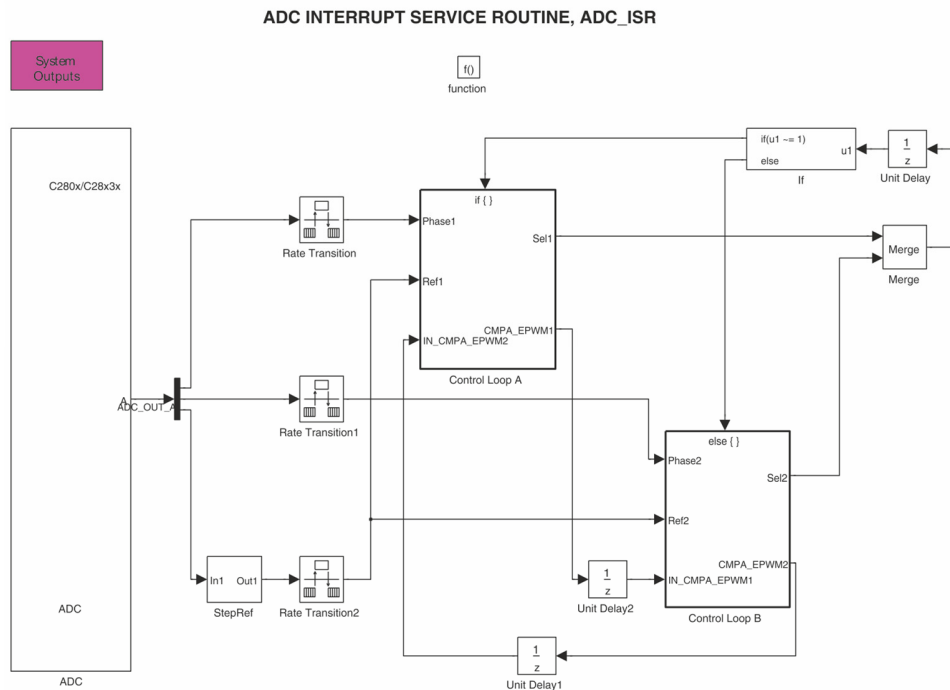 ADC INTERRUPT SERVICE ROUTINE, ADC_ISR
System
Outputs
f()
function
C280x/C28x3x
A
ADC_OUT_A
ADC
ADC
Rate Transition
Rate Transition1
In1
Out1
StepRef
Rate Transition2
if { }
Phase1
Ref1
IN_CMPA_EPWM2
Sel1
CMPA_EPWM1
Control Loop A
if(u1 ~= 1)
else
u1
If
1
z
Unit Delay
Merge
Merge
else { }
Phase2
Ref2
IN_CMPA_EPWM1
Sel2
CMPA_EPWM2
Control Loop B
1
z
Unit Delay2
1
z
Unit Delay1